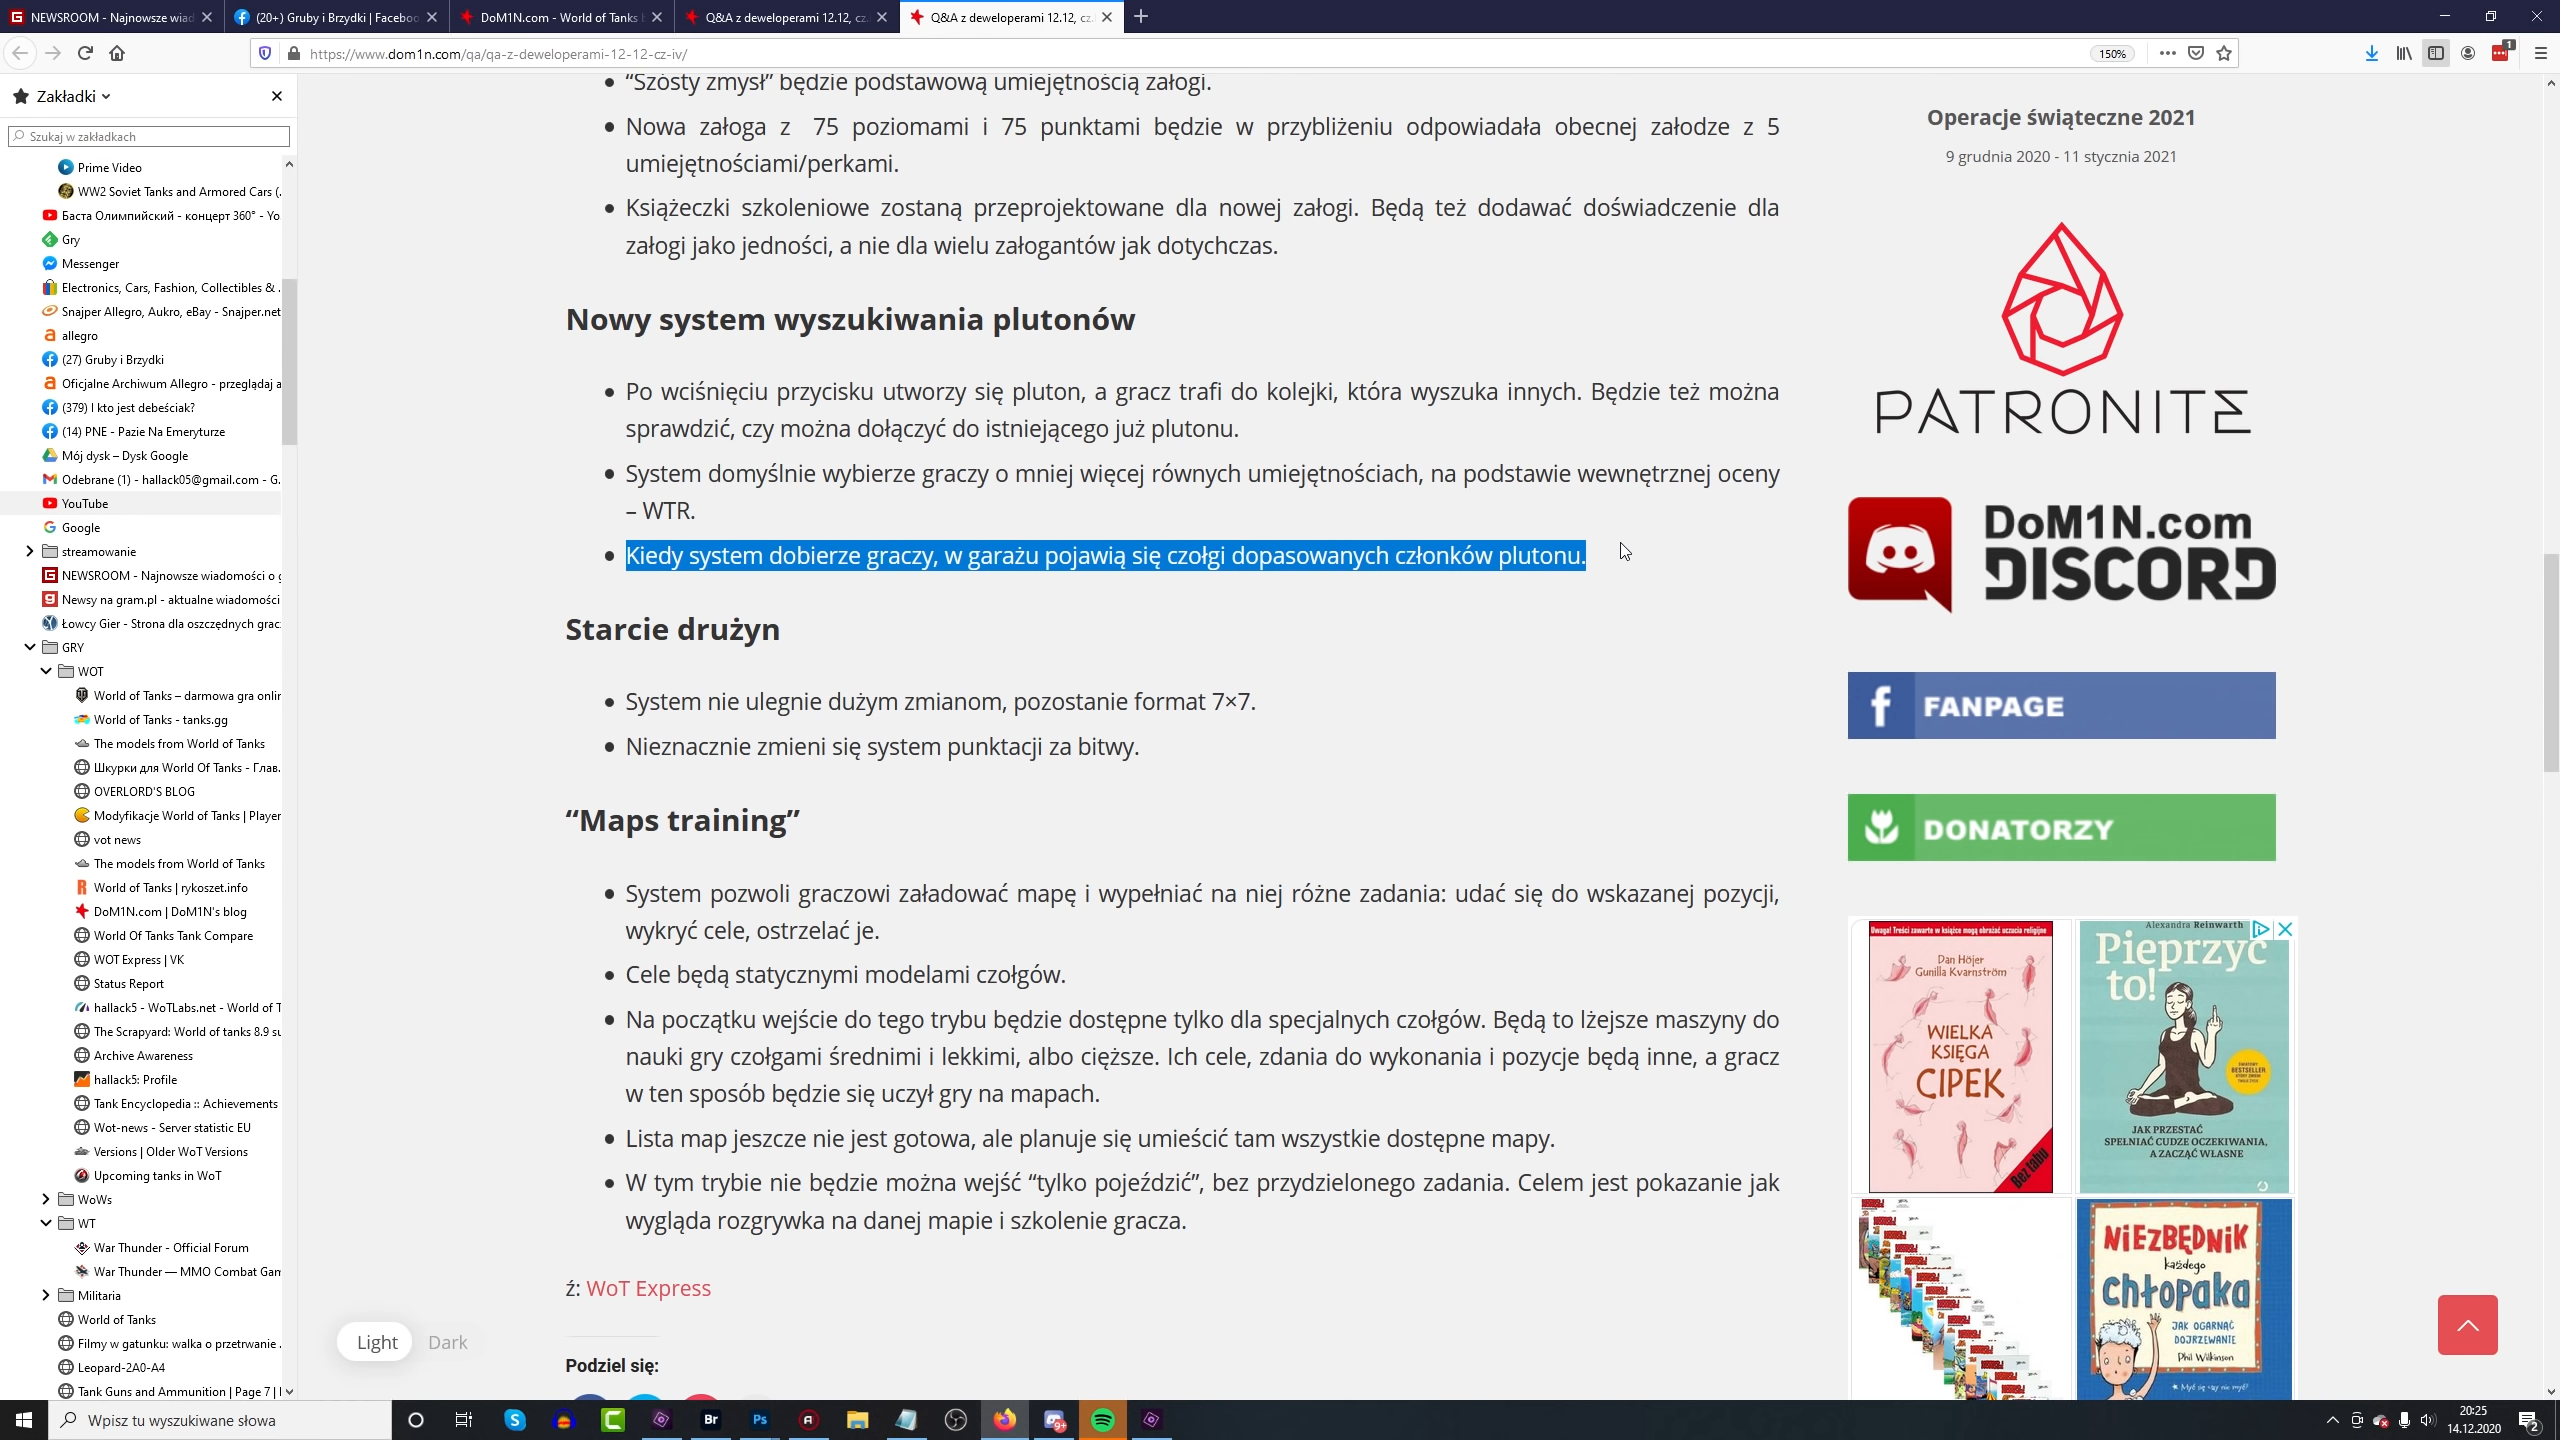 NEWSROOM - Najnowsze wiad
(20+) Gruby i Brzydki | Faceboo
DoM1N.com - World of Tanks
Q&A z deweloperami 12.12, cz.
Q&A z deweloperami 12.12, cz.
https://www.dom1n.com/qa/qa-z-deweloperami-12-12-cz-iv/
150%
1
Zakładki
Szukaj w zakładkach
Prime Video
WW2 Soviet Tanks and Armored Cars (.
Баста Олимпийский - концерт 360° - Yo
Gry
Messenger
Electronics, Cars, Fashion, Collectibles & .
Snajper Allegro, Aukro, eBay - Snajper.net
allegro
(27) Gruby i Brzydki
Oficjalne Archiwum Allegro - przeglądaj a
(379) I kto jest debeściak?
(14) PNE - Pazie Na Emeryturze
Mój dysk – Dysk Google
Odebrane (1) - hallack05@gmail.com - G.
YouTube
Google
streamowanie
NEWSROOM - Najnowsze wiadomości o g
Newsy na gram.pl - aktualne wiadomości
Łowcy Gier - Strona dla oszczędnych grac
GRY
WOT
World of Tanks – darmowa gra onlin
World of Tanks - tanks.gg
The models from World of Tanks
Шкурки для World Of Tanks - Глав.
OVERLORD'S BLOG
Modyfikacje World of Tanks | Player
vot news
The models from World of Tanks
World of Tanks | rykoszet.info
DoM1N.com | DoM1N's blog
World Of Tanks Tank Compare
WOT Express | VK
Status Report
hallack5 - WoTLabs.net - World of T
The Scrapyard: World of tanks 8.9 su
Archive Awareness
hallack5: Profile
Tank Encyclopedia :: Achievements
Wot-news - Server statistic EU
Versions | Older WoT Versions
Upcoming tanks in WoT
WoWs
WT
War Thunder - Official Forum
War Thunder — MMO Combat Gam
Militaria
World of Tanks
Filmy w gatunku: walka o przetrwanie .
Leopard-2A0-A4
Tank Guns and Ammunition | Page 7 |
“Szósty zmysł” będzie podstawową umiejętnością załogi.
Nowa załoga z 75 poziomami i 75 punktami będzie w przybliżeniu odpowiadała obecnej załodze z 5
umiejętnościami/perkami.
Książeczki szkoleniowe zostaną przeprojektowane dla nowej załogi. Będą też dodawać doświadczenie dla
załogi jako jedności, a nie dla wielu załogantów jak dotychczas.
Nowy system wyszukiwania plutonów
Po wciśnięciu przycisku utworzy się pluton, a gracz trafi do kolejki, która wyszuka innych. Będzie też można
sprawdzić, czy można dołączyć do istniejącego już plutonu.
System domyślnie wybierze graczy o mniej więcej równych umiejętnościach, na podstawie wewnętrznej oceny
– WTR.
Kiedy system dobierze graczy, w garażu pojawią się czołgi dopasowanych członków plutonu.
Starcie drużyn
System nie ulegnie dużym zmianom, pozostanie format 7×7.
Nieznacznie zmieni się system punktacji za bitwy.
“Maps training”
System pozwoli graczowi załadować mapę i wypełniać na niej różne zadania: udać się do wskazanej pozycji,
wykryć cele, ostrzelać je.
Cele będą statycznymi modelami czołgów.
Na początku wejście do tego trybu będzie dostępne tylko dla specjalnych czołgów. Będą to lżejsze maszyny do
nauki gry czołgami średnimi i lekkimi, albo cięższe. Ich cele, zdania do wykonania i pozycje będą inne, a gracz
w ten sposób będzie się uczył gry na mapach.
Lista map jeszcze nie jest gotowa, ale planuje się umieścić tam wszystkie dostępne mapy.
W tym trybie nie będzie można wejść “tylko pojeździć”, bez przydzielonego zadania. Celem jest pokazanie jak
wygląda rozgrywka na danej mapie i szkolenie gracza.
ź: WoT Express
Light Dark
Podziel się:
Operacje świąteczne 2021
9 grudnia 2020 - 11 stycznia 2021
PATRONITE
DoM1N.com
DISCORD
FANPAGE
DONATORZY
Uwaga! Treści zawarte w książce mogą obrażać uczucia religijne
Dan Höjer
Gunilla Kvarnström
WIELKA
KSIĘGA
CIPEK
Bez tabu
Alexandra Reinwarth
Pieprzyć
to!
ŚWIATOWY
BESTSELLER
JAK PRZESTAĆ
SPEŁNIAĆ CUDZE OCZEKIWANIA,
A ZACZĄĆ WŁASNE
NIEZBĘDNIK
każdego
CHŁOPAKA
JAK OGARNĄĆ
DOJRZEWANIE
Phil Wilkinson
Wpisz tu wyszukiwane słowa
Br
Ps
9+
20:25
14.12.2020
2